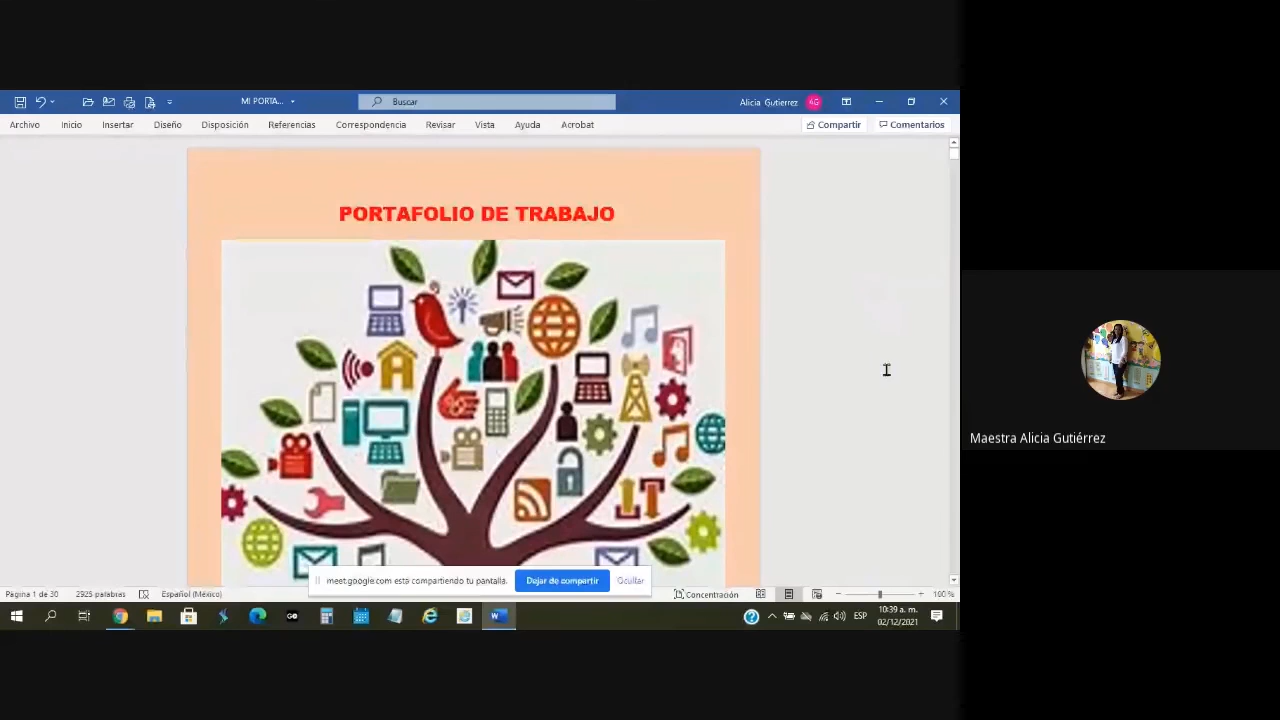 MI PORTA...
Buscar
Alicia Gutierrez
AG
Archivo Inicio Insertar Diseño Disposición Referencias Correspondencia Revisar Vista Ayuda Acrobat
Compartir
Comentarios
PORTAFOLIO DE TRABAJO
Maestra Alicia Gutiérrez
meet.google.com está compartiendo tu pantalla.
Dejar de compartir
Ocultar
Página 1 de 30
2925 palabras
Español (México)
Concentración
100 %
GO
ESP
10:39 a. m.
02/12/2021